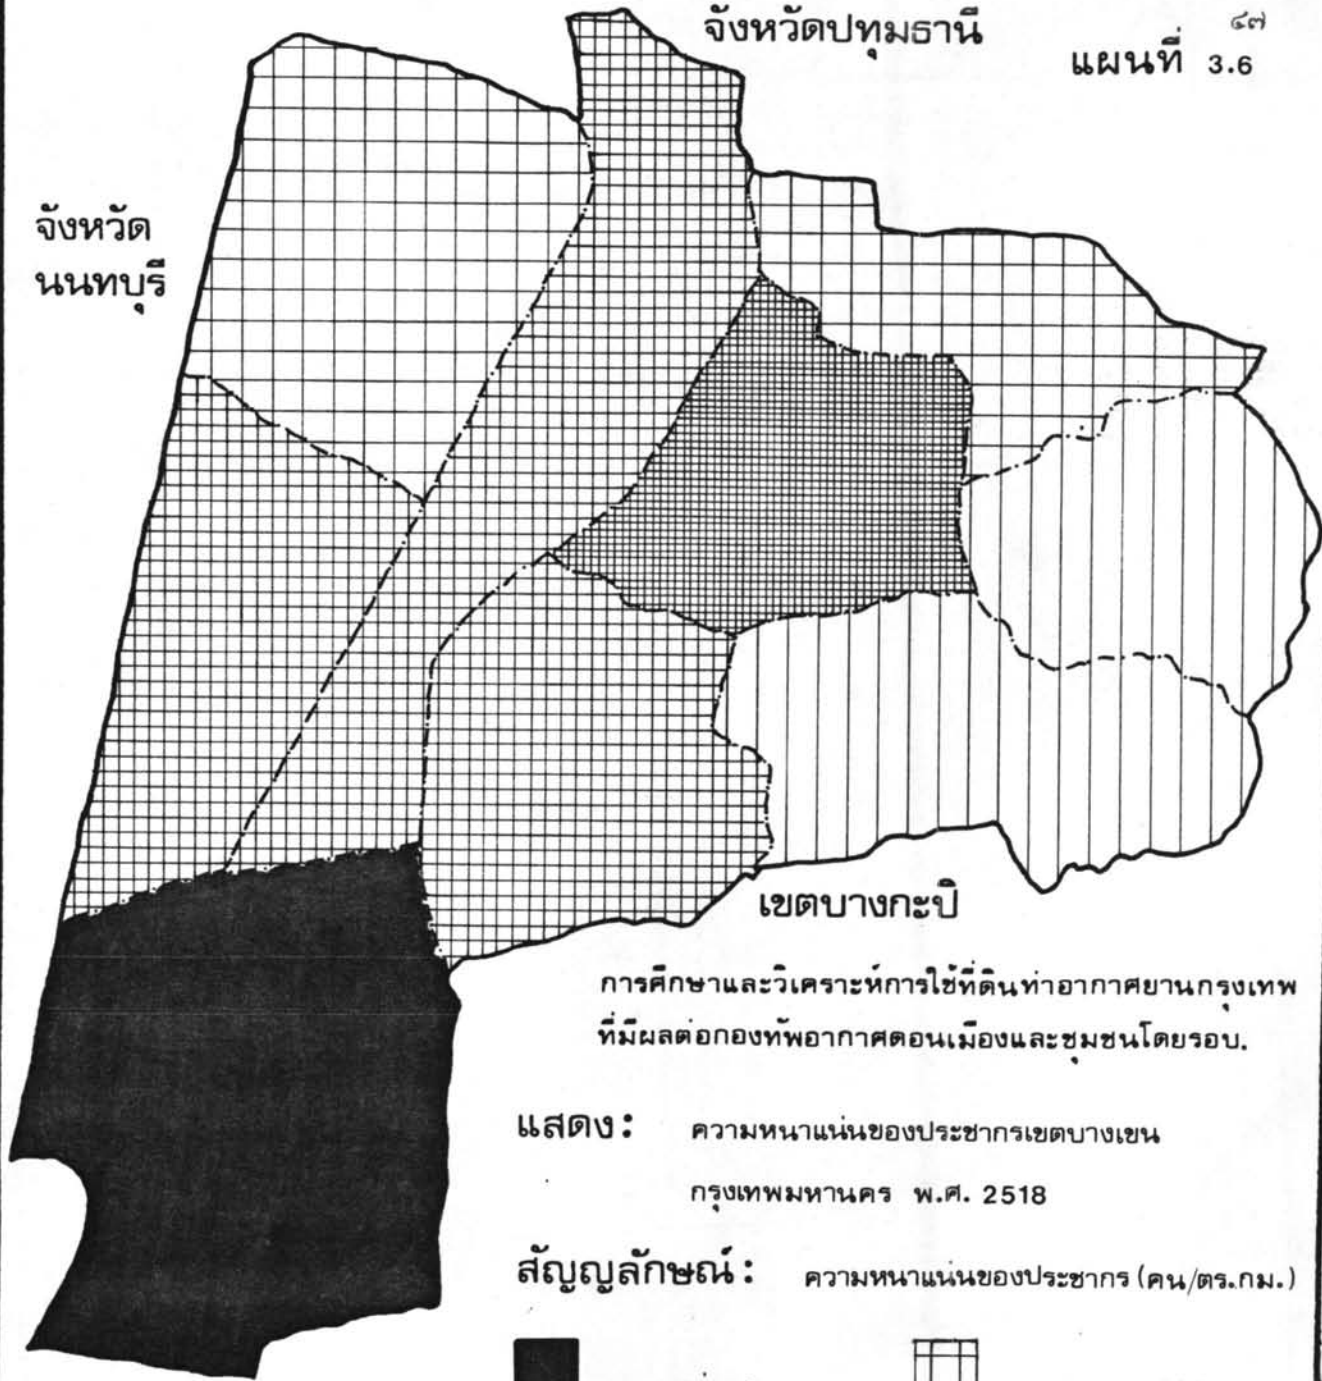 ๔๗
จังหวัดปทุมธานี
แผนที่ 3.6
จังหวัด
นนทบุรี
เขตบางกะปิ
การศึกษาและวิเคราะห์การใช้ที่ดินท่าอากาศยานกรุงเทพ
ที่มีผลต่อกองทัพอากาศดอนเมืองและชุมชนโดยรอบ.
แสดง: ความหนาแน่นของประชากรเขตบางเขน
กรุงเทพมหานคร พ.ศ. 2518
สัญญลักษณ์: ความหนาแน่นของประชากร (คน/ตร.กม.)